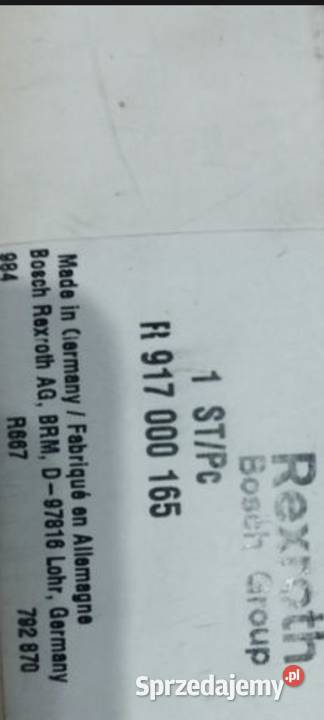 Rexroth
Bosch Group
1 ST/Pc
R 917 000 165
Made in Germany / Fabriqué en Allemagne
Bosch Rexroth AG, BRM, D-97816 Lohr, Germany
984 R667 792 870
Sprzedajemy.pl